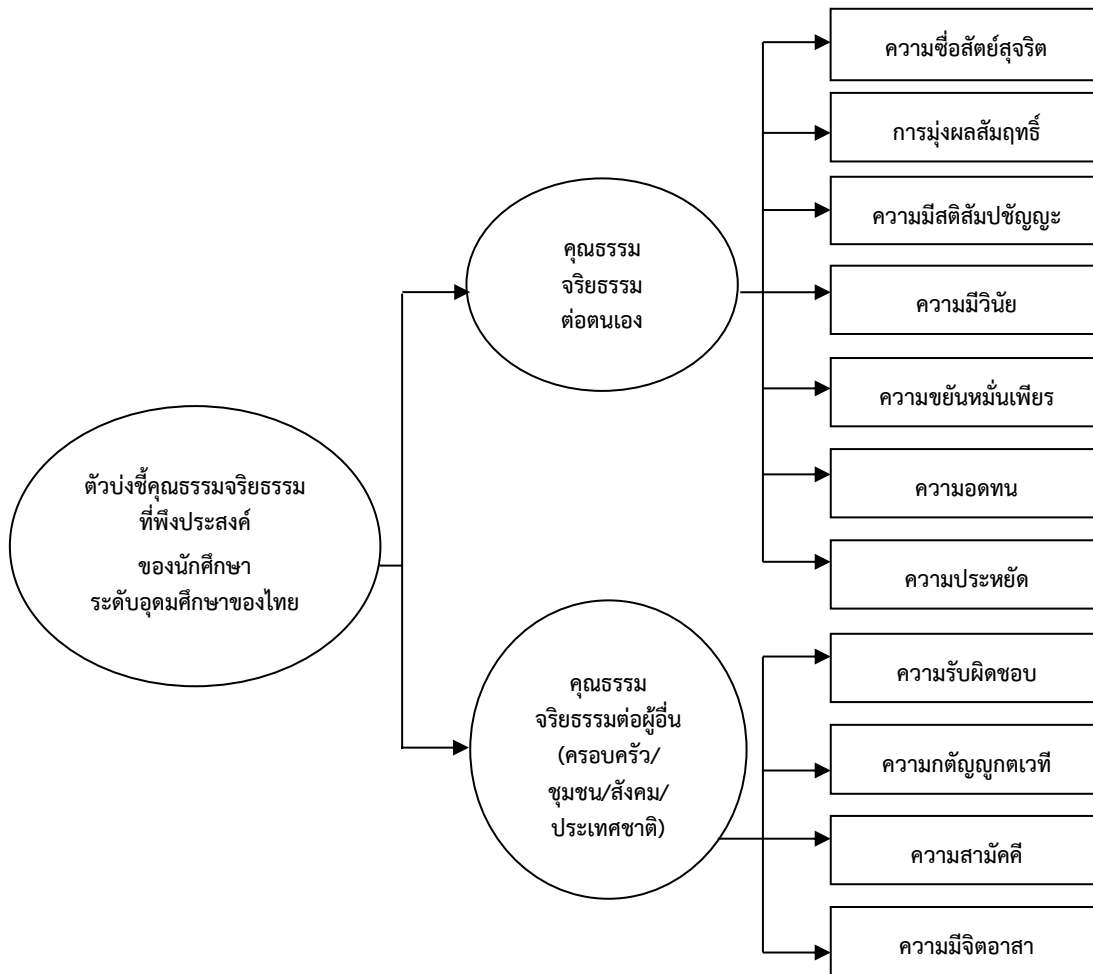 ตัวบ่งชี้คุณธรรมจริยธรรม
ที่พึงประสงค์
ของนักศึกษา
ระดับอุดมศึกษาของไทย
คุณธรรม
จริยธรรม
ต่อตนเอง
ความซื่อสัตย์สุจริต
การมุ่งผลสัมฤทธิ์
ความมีสติสัมปชัญญะ
ความมีวินัย
ความขยันหมั่นเพียร
ความอดทน
ความประหยัด
คุณธรรม
จริยธรรมต่อผู้อื่น
(ครอบครัว/
ชุมชน/สังคม/
ประเทศชาติ)
ความรับผิดชอบ
ความกตัญญูกตเวที
ความสามัคคี
ความมีจิตอาสา